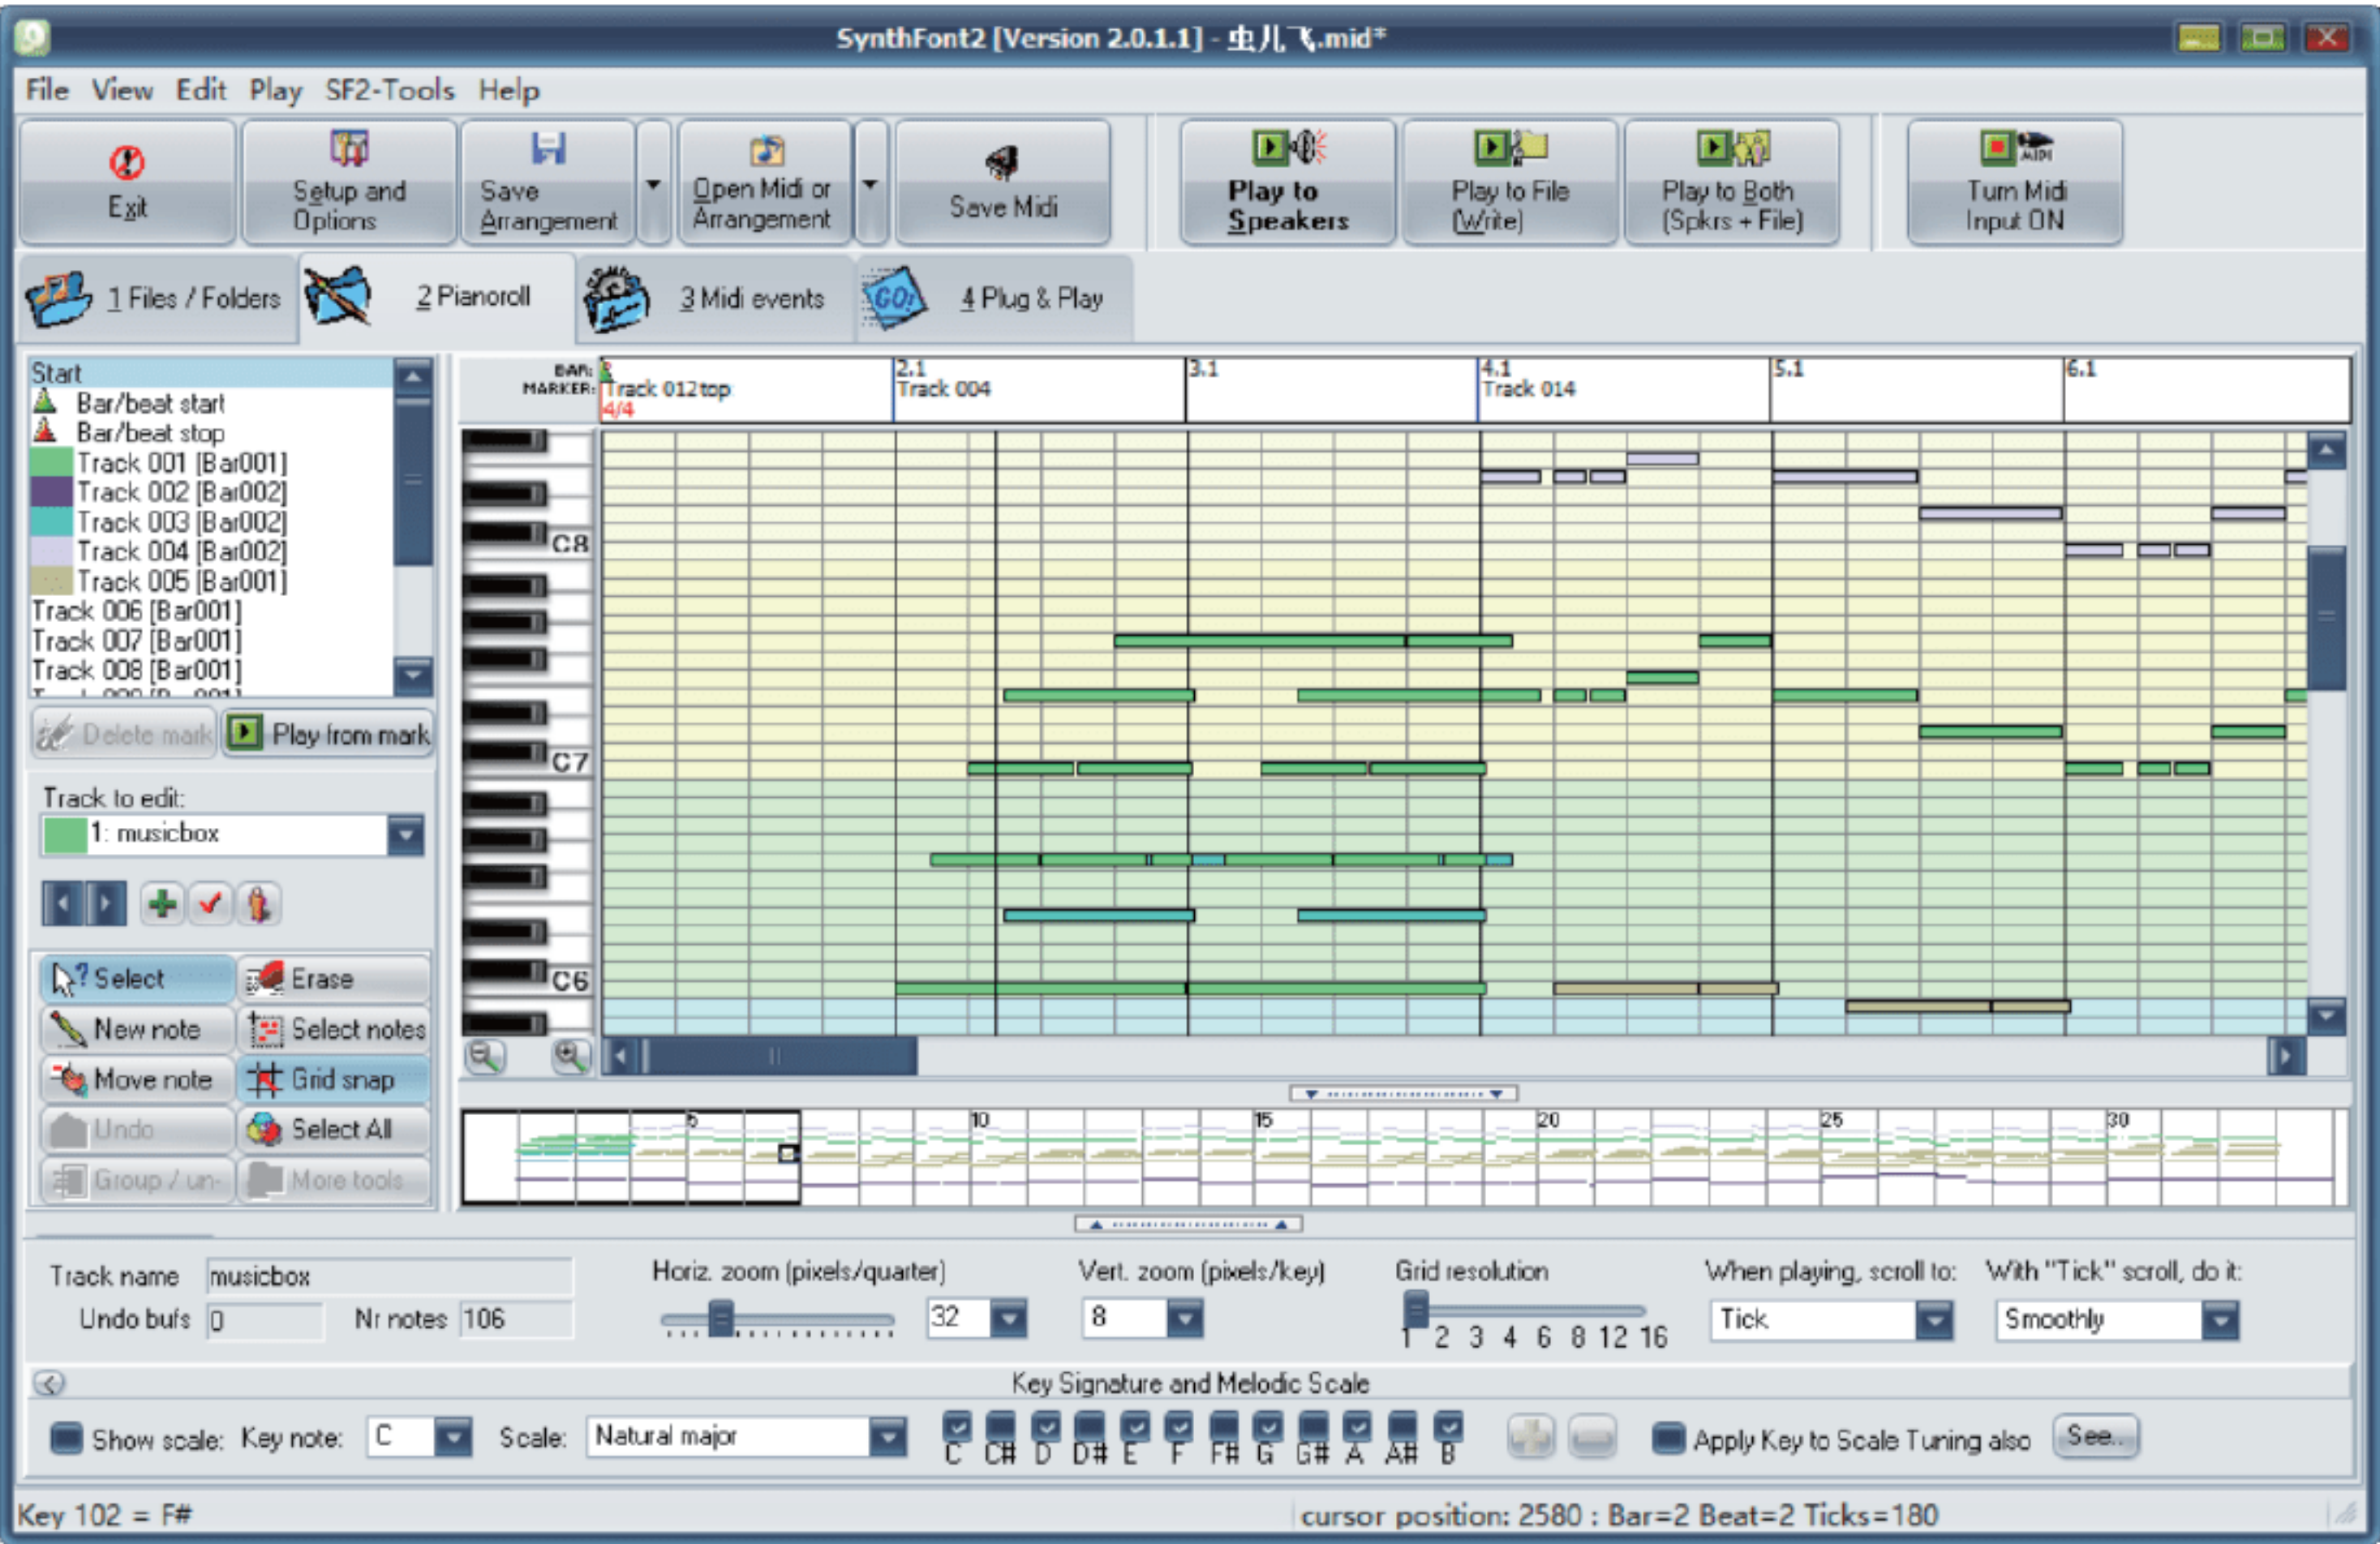 SynthFont2 [Version 2.0.1.1] - 虫儿飞.mid*
File View Edit Play SF2-Tools Help
Exit
Setup and Options
Save Arrangement
Open Midi or Arrangement
Save Midi
Play to Speakers
Play to File (Write)
Play to Both (Spkrs + File)
MIDI
Turn Midi Input ON
1 Files / Folders
2 Pianoroll
3 Midi events
GO!
4 Plug & Play
Start
Bar/beat start
Bar/beat stop
Track 001 [Bar001]
Track 002 [Bar002]
Track 003 [Bar002]
Track 004 [Bar002]
Track 005 [Bar001]
Track 006 [Bar001]
Track 007 [Bar001]
Track 008 [Bar001]
Delete mark Play from mark
Track to edit:
1: musicbox
Select Erase
New note Select notes
Move note Grid snap
Undo Select All
Group / un- More tools
BAR: 2.1 3.1 4.1 5.1 6.1
MARKER: Track 012top Track 004 Track 014
4/4
C8
C7
C6
5 10 15 20 25 30
Track name musicbox
Undo bufs 0 Nr notes 106
Horiz. zoom (pixels/quarter)
32
Vert. zoom (pixels/key)
8
Grid resolution
1 2 3 4 6 8 12 16
When playing, scroll to:
Tick
With "Tick" scroll, do it:
Smoothly
Key Signature and Melodic Scale
Show scale: Key note: C Scale: Natural major
C C# D D# E F F# G G# A A# B
Apply Key to Scale Tuning also See..
Key 102 = F#
cursor position: 2580 : Bar=2 Beat=2 Ticks=180